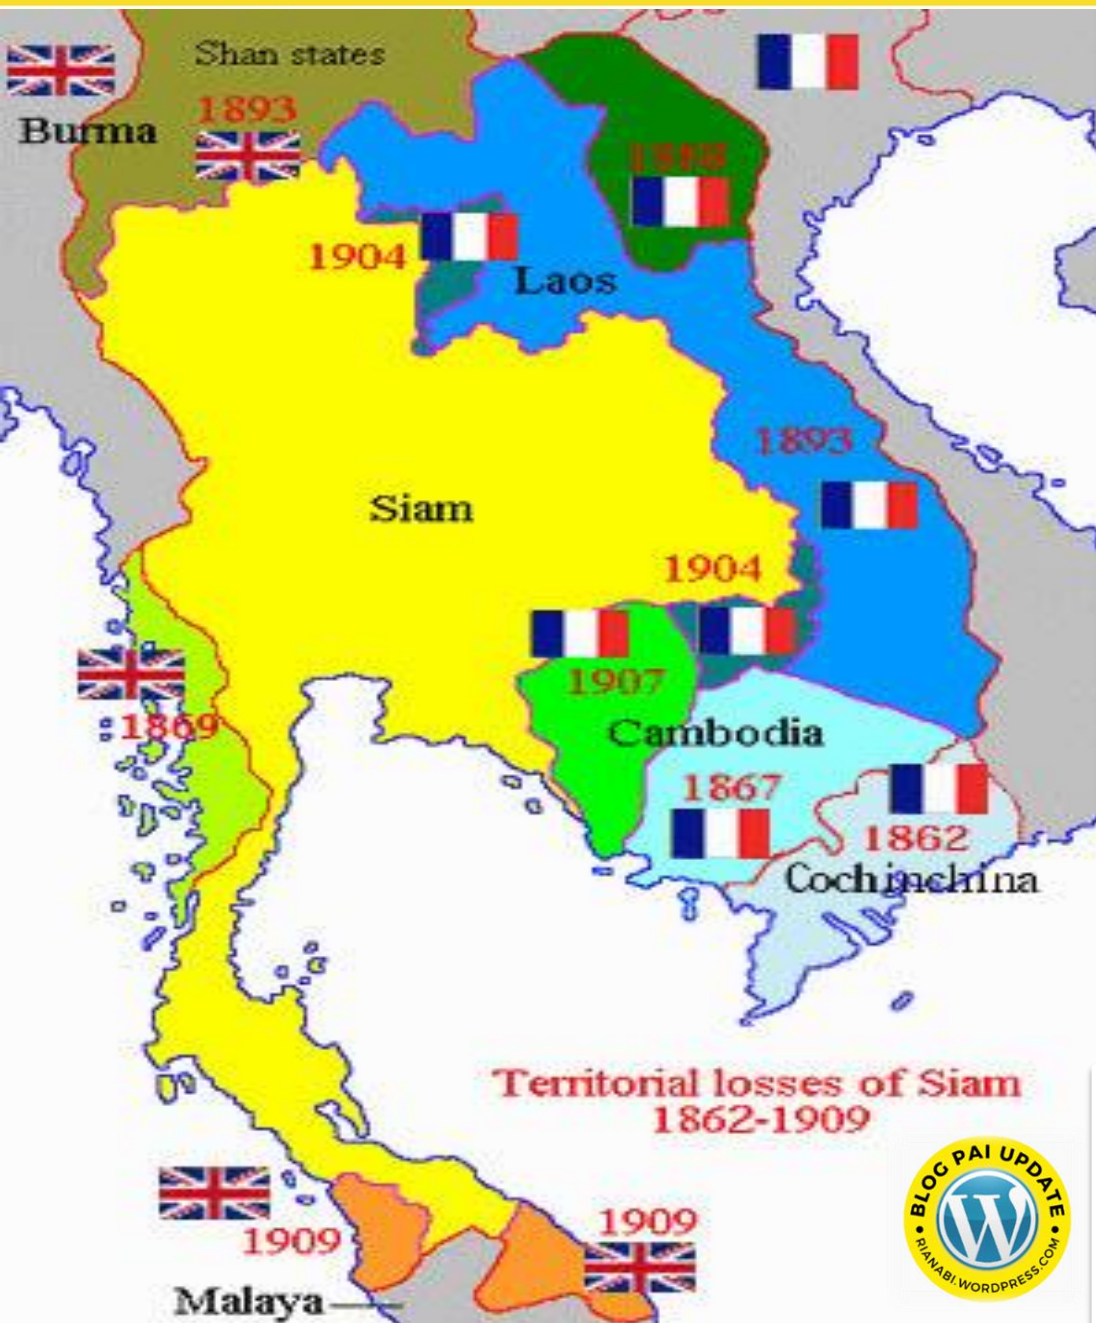 Shan states
1893
Burma
1888
1904
Laos
1893
Siam
1904
1907
1869
Cambodia
1867
1862
Cochinchina
Territorial losses of Siam
1862-1909
1909
1909
Malaya
BLOG PAI UPDATE
RIANABI.WORDPRESS.COM